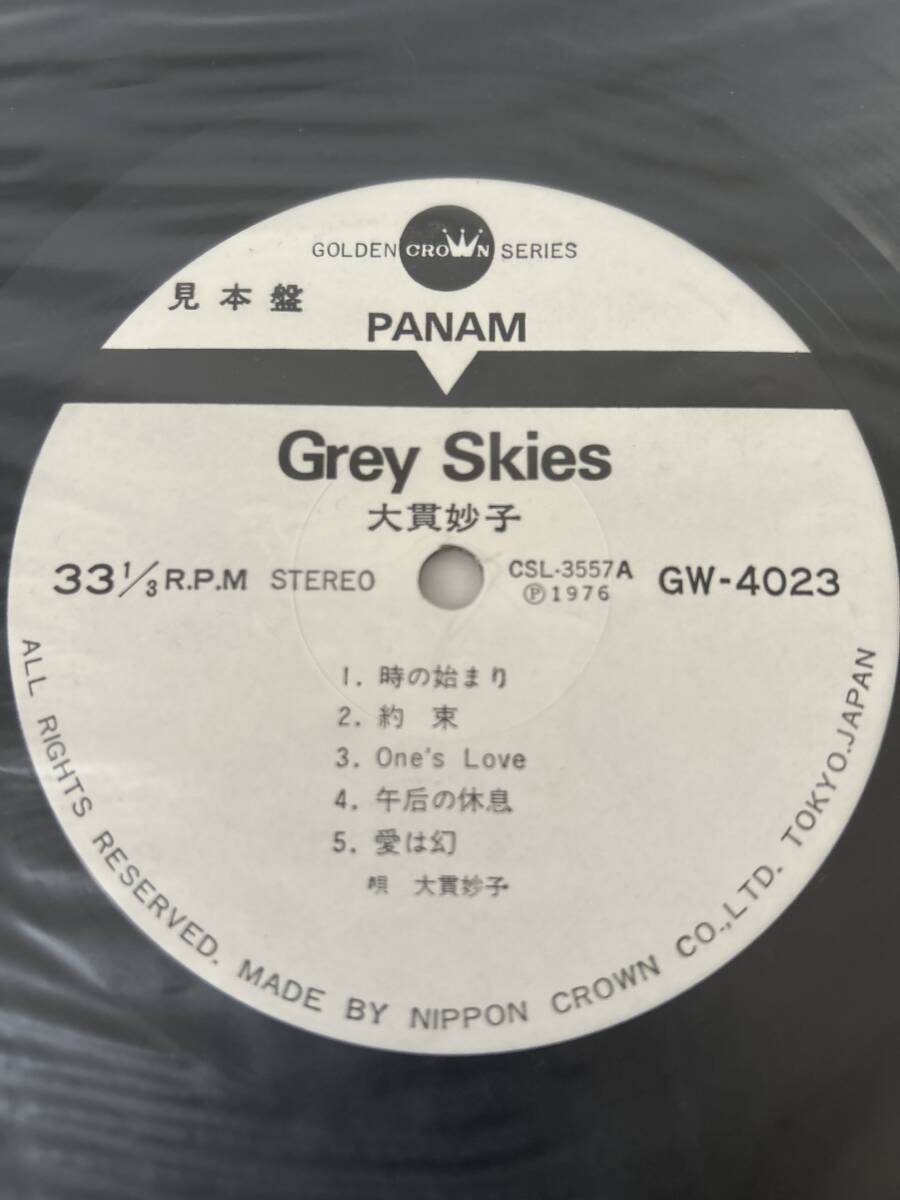 GOLDEN CROWN SERIES
見本盤
PANAM
Grey Skies
大貫妙子
33 1/3 R.P.M STEREO
CSL-3557A
Ⓟ1976
GW-4023
1. 時の始まり
2. 約 束
3. One's Love
4. 午后の休息
5. 愛は幻
唄 大貫妙子
ALL RIGHTS RESERVED. MADE BY NIPPON CROWN CO.,LTD. TOKYO.JAPAN